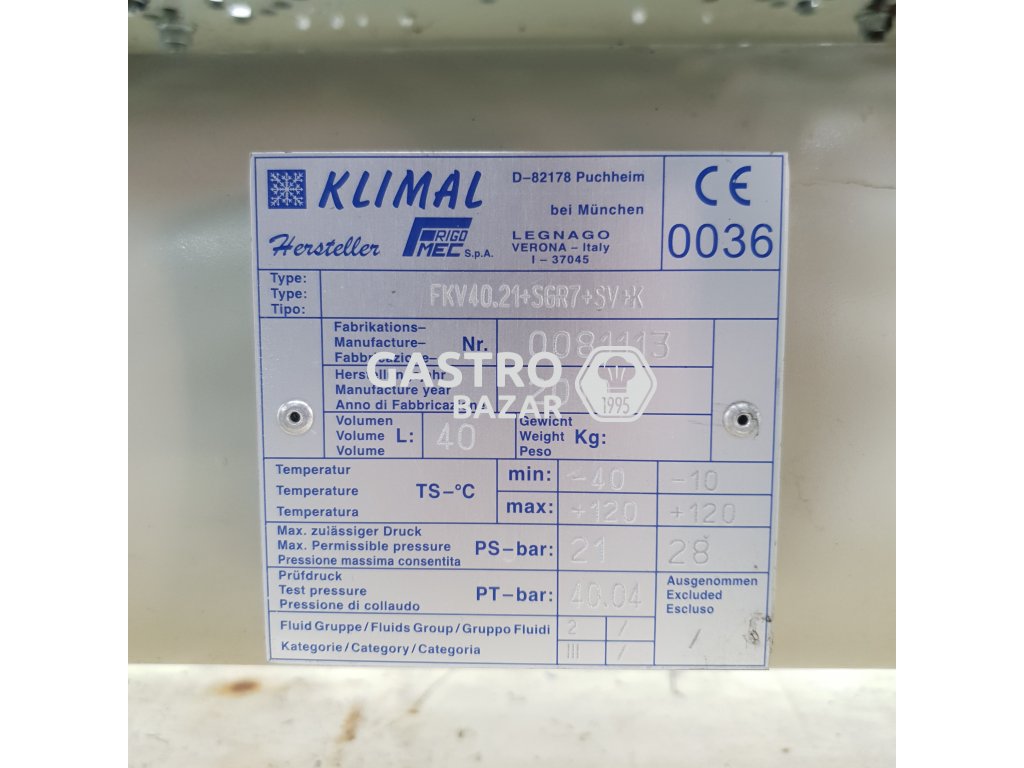 KLIMAL
D-82178 Puchheim
bei München
Hersteller
FRIGO
MEC S.p.A.
LEGNAGO
VERONA - Italy
I - 37045
CE
0036
Type:
Type:
Tipo:
FKV40.21+SGR7+SV+K
Fabrikations-
Manufacture-
Fabbricazione-
Nr.
0081113
Manufacture year
Anno di Fabbricazione
GASTRO
BAZAR
1995
Volumen
Volume
Volume
L:
40
Gewicht
Weight
Peso
Kg:
Temperatur
Temperature
Temperatura
TS-°C
min:
-40
-10
max:
+120
+120
Max. zulässiger Druck
Max. Permissible pressure
Pressione massima consentita
PS-bar:
21
28
Prüfdruck
Test pressure
Pressione di collaudo
PT-bar:
40.04
Ausgenommen
Excluded
Escluso
/
Fluid Gruppe/Fluids Group/Gruppo Fluidi
2
/
Kategorie/Category/Categoria
III
/